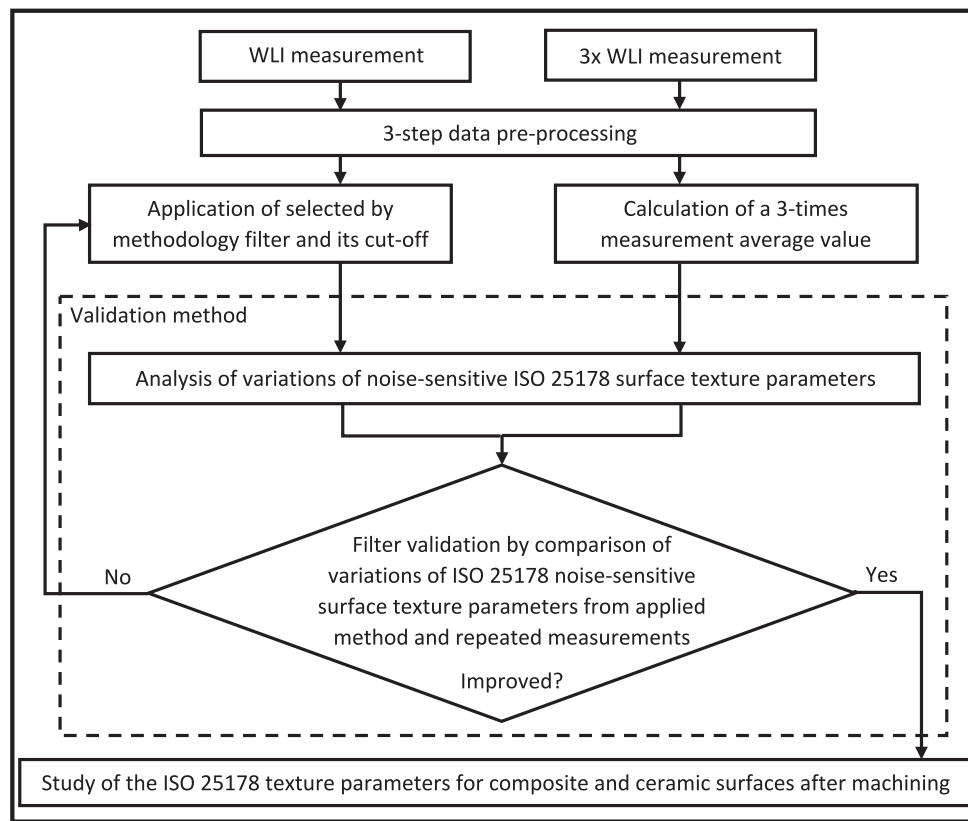 WLI measurement
3x WLI measurement
3-step data pre-processing
Application of selected by
methodology filter and its cut-off
Calculation of a 3-times
measurement average value
Validation method
Analysis of variations of noise-sensitive ISO 25178 surface texture parameters
Filter validation by comparison of
variations of ISO 25178 noise-sensitive
surface texture parameters from applied
method and repeated measurements
Improved?
No
Yes
Study of the ISO 25178 texture parameters for composite and ceramic surfaces after machining